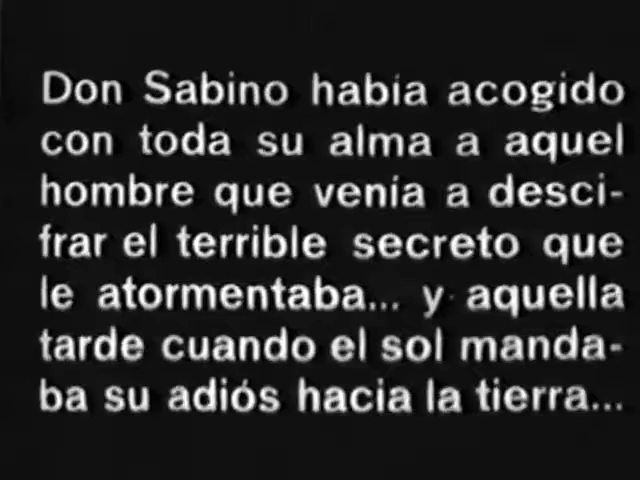 Don Sabino había acogido
con toda su alma a aquel
hombre que venía a desci-
frar el terrible secreto que
le atormentaba... y aquella
tarde cuando el sol manda-
ba su adiós hacia la tierra...